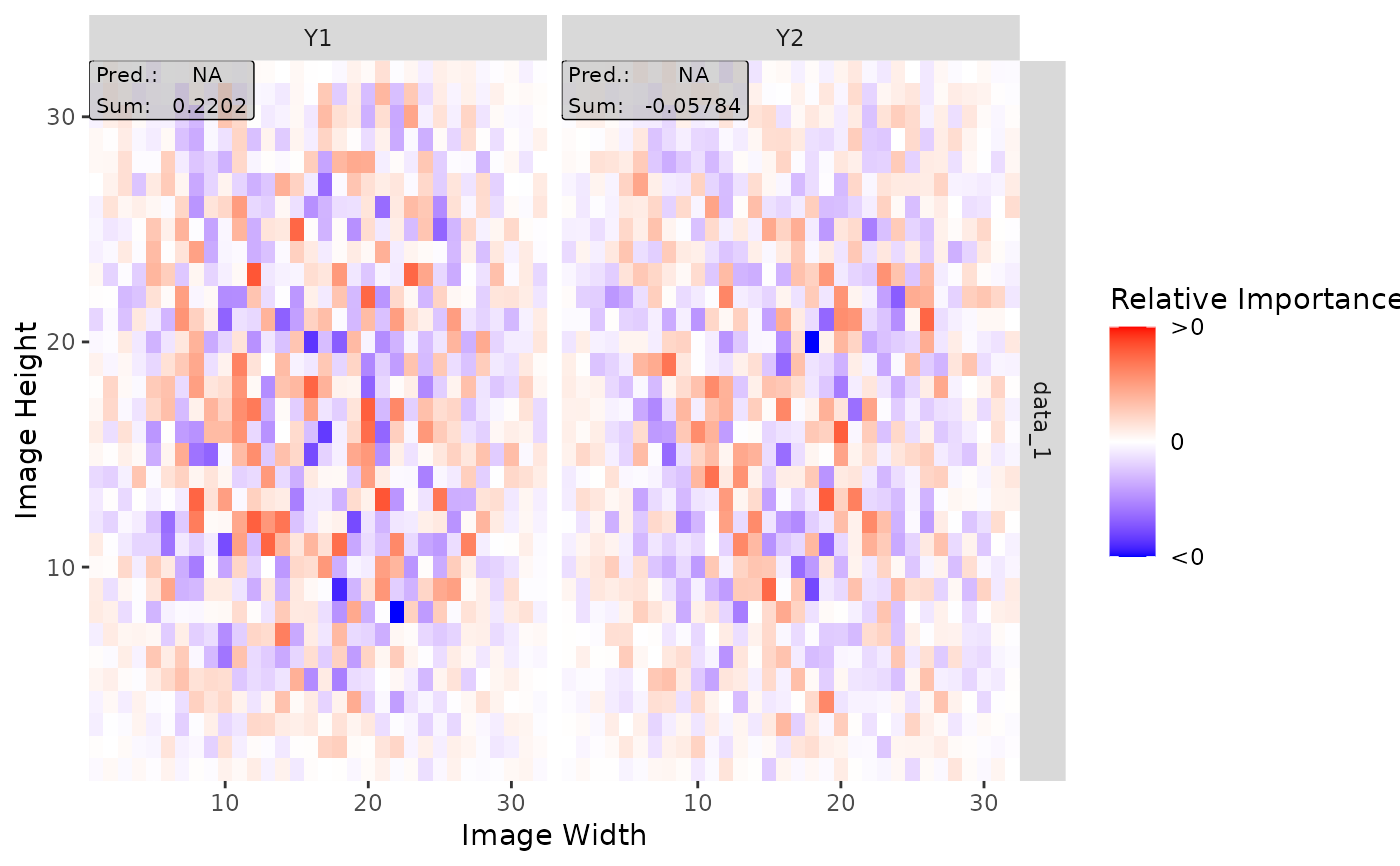 Y1
Y2
Pred.: NA
Sum: 0.2202
Pred.: NA
Sum: -0.05784
30
20
10
Image Height
data_1
10
20
30
10
20
30
Image Width
Relative Importance
>0
0
<0